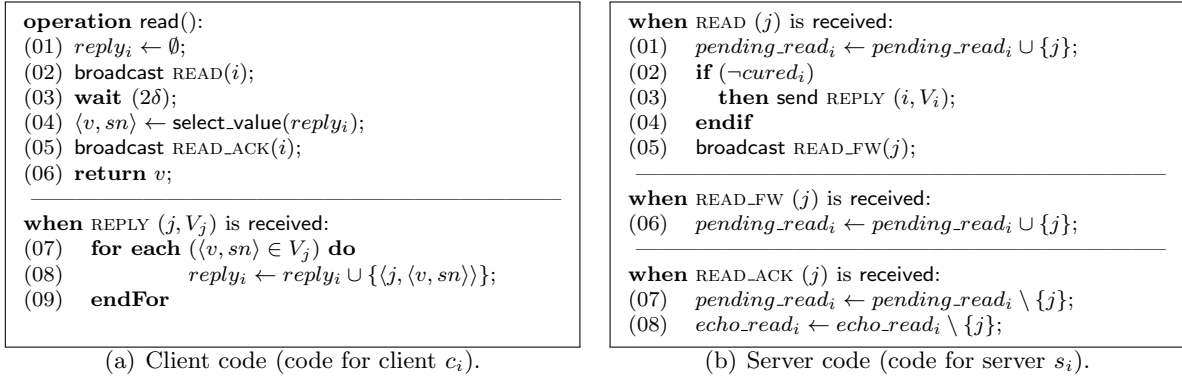 operation read():
(01) reply_i ← ∅;
(02) broadcast READ(i);
(03) wait (2δ);
(04) ⟨v, sn⟩ ← select_value(reply_i);
(05) broadcast READ_ACK(i);
(06) return v;
when REPLY (j, V_j) is received:
(07) for each (⟨v, sn⟩ ∈ V_j) do
(08) reply_i ← reply_i ∪ {⟨j, ⟨v, sn⟩⟩};
(09) endFor
(a) Client code (code for client c_i).
when READ (j) is received:
(01) pending_read_i ← pending_read_i ∪ {j};
(02) if (¬cured_i)
(03) then send REPLY (i, V_i);
(04) endif
(05) broadcast READ_FW(j);
when READ_FW (j) is received:
(06) pending_read_i ← pending_read_i ∪ {j};
when READ_ACK (j) is received:
(07) pending_read_i ← pending_read_i \ {j};
(08) echo_read_i ← echo_read_i \ {j};
(b) Server code (code for server s_i).